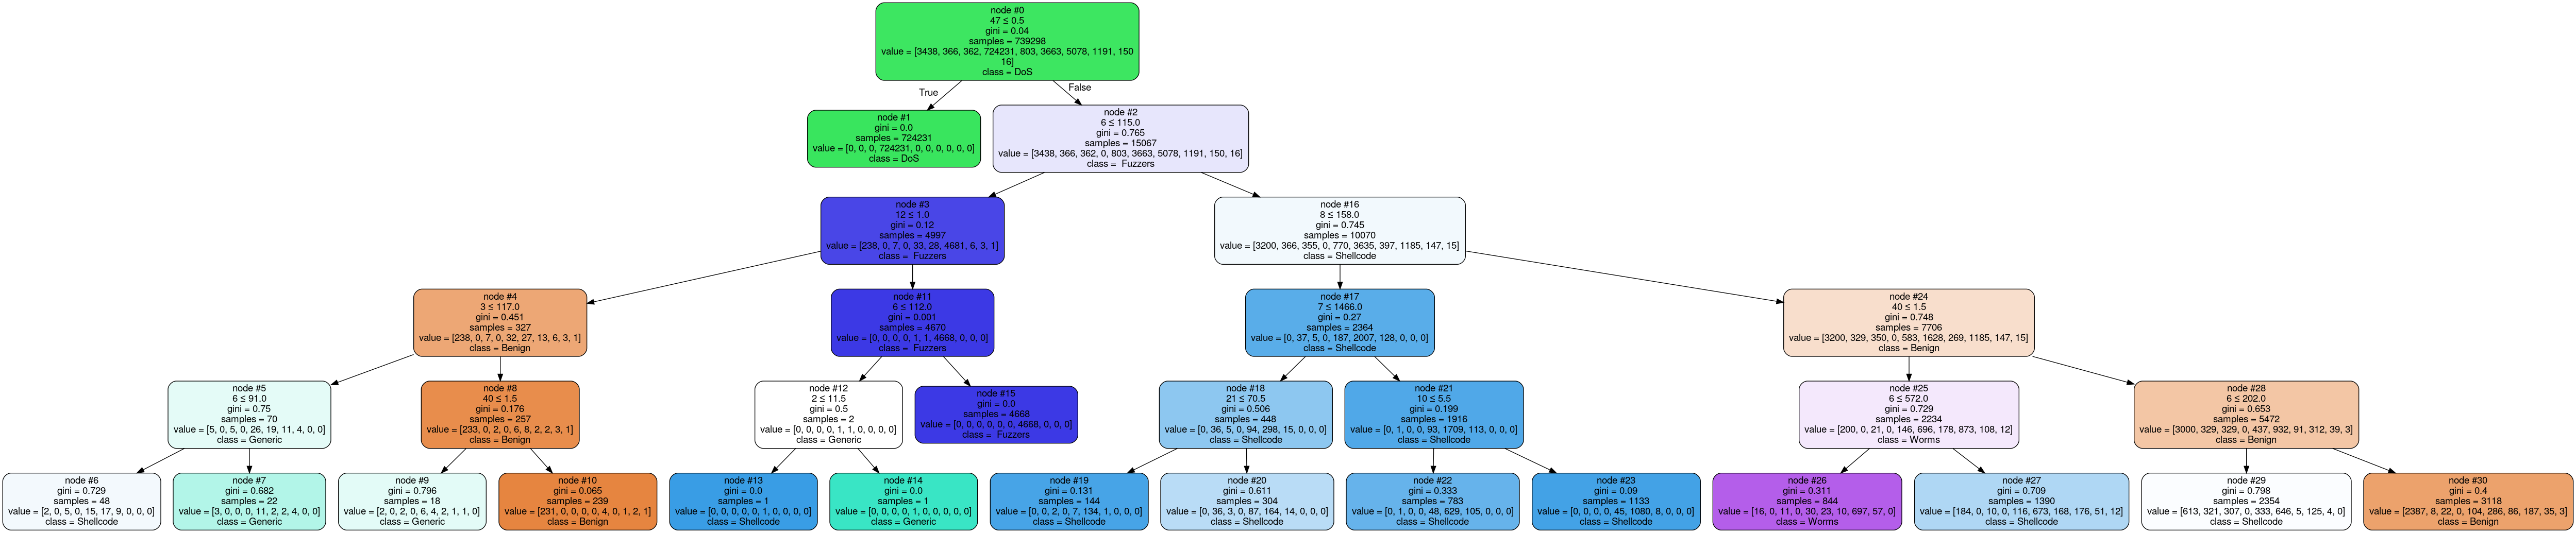 node #0
47 ≤ 0.5
gini = 0.04
samples = 739298
value = [3438, 366, 362, 724231, 803, 3663, 5078, 1191, 150
16]
class = DoS
True
False
node #1
gini = 0.0
samples = 724231
value = [0, 0, 0, 724231, 0, 0, 0, 0, 0, 0]
class = DoS
node #2
6 ≤ 115.0
gini = 0.765
samples = 15067
value = [3438, 366, 362, 0, 803, 3663, 5078, 1191, 150, 16]
class = Fuzzers
node #3
12 ≤ 1.0
gini = 0.12
samples = 4997
value = [238, 0, 7, 0, 33, 28, 4681, 6, 3, 1]
class = Fuzzers
node #16
8 ≤ 158.0
gini = 0.745
samples = 10070
value = [3200, 366, 355, 0, 770, 3635, 397, 1185, 147, 15]
class = Shellcode
node #4
3 ≤ 117.0
gini = 0.451
samples = 327
value = [238, 0, 7, 0, 32, 27, 13, 6, 3, 1]
class = Benign
node #11
6 ≤ 112.0
gini = 0.001
samples = 4670
value = [0, 0, 0, 0, 1, 1, 4668, 0, 0, 0]
class = Fuzzers
node #17
7 ≤ 1466.0
gini = 0.27
samples = 2364
value = [0, 37, 5, 0, 187, 2007, 128, 0, 0, 0]
class = Shellcode
node #24
40 ≤ 1.5
gini = 0.748
samples = 7706
value = [3200, 329, 350, 0, 583, 1628, 269, 1185, 147, 15]
class = Benign
node #5
6 ≤ 91.0
gini = 0.75
samples = 70
value = [5, 0, 5, 0, 26, 19, 11, 4, 0, 0]
class = Generic
node #8
40 ≤ 1.5
gini = 0.176
samples = 257
value = [233, 0, 2, 0, 6, 8, 2, 2, 3, 1]
class = Benign
node #12
2 ≤ 11.5
gini = 0.5
samples = 2
value = [0, 0, 0, 0, 1, 1, 0, 0, 0, 0]
class = Generic
node #15
gini = 0.0
samples = 4668
value = [0, 0, 0, 0, 0, 0, 4668, 0, 0, 0]
class = Fuzzers
node #18
21 ≤ 70.5
gini = 0.506
samples = 448
value = [0, 36, 5, 0, 94, 298, 15, 0, 0, 0]
class = Shellcode
node #21
10 ≤ 5.5
gini = 0.199
samples = 1916
value = [0, 1, 0, 0, 93, 1709, 113, 0, 0, 0]
class = Shellcode
node #25
6 ≤ 572.0
gini = 0.729
samples = 2234
value = [200, 0, 21, 0, 146, 696, 178, 873, 108, 12]
class = Worms
node #28
6 ≤ 202.0
gini = 0.653
samples = 5472
value = [3000, 329, 329, 0, 437, 932, 91, 312, 39, 3]
class = Benign
node #6
gini = 0.729
samples = 48
value = [2, 0, 5, 0, 15, 17, 9, 0, 0, 0]
class = Shellcode
node #7
gini = 0.682
samples = 22
value = [3, 0, 0, 0, 11, 2, 2, 4, 0, 0]
class = Generic
node #9
gini = 0.796
samples = 18
value = [2, 0, 2, 0, 6, 4, 2, 1, 1, 0]
class = Generic
node #10
gini = 0.065
samples = 239
value = [231, 0, 0, 0, 0, 4, 0, 1, 2, 1]
class = Benign
node #13
gini = 0.0
samples = 1
value = [0, 0, 0, 0, 0, 1, 0, 0, 0, 0]
class = Shellcode
node #14
gini = 0.0
samples = 1
value = [0, 0, 0, 0, 1, 0, 0, 0, 0, 0]
class = Generic
node #19
gini = 0.131
samples = 144
value = [0, 0, 2, 0, 7, 134, 1, 0, 0, 0]
class = Shellcode
node #20
gini = 0.611
samples = 304
value = [0, 36, 3, 0, 87, 164, 14, 0, 0, 0]
class = Shellcode
node #22
gini = 0.333
samples = 783
value = [0, 1, 0, 0, 48, 629, 105, 0, 0, 0]
class = Shellcode
node #23
gini = 0.09
samples = 1133
value = [0, 0, 0, 0, 45, 1080, 8, 0, 0, 0]
class = Shellcode
node #26
gini = 0.311
samples = 844
value = [16, 0, 11, 0, 30, 23, 10, 697, 57, 0]
class = Worms
node #27
gini = 0.709
samples = 1390
value = [184, 0, 10, 0, 116, 673, 168, 176, 51, 12]
class = Shellcode
node #29
gini = 0.798
samples = 2354
value = [613, 321, 307, 0, 333, 646, 5, 125, 4, 0]
class = Shellcode
node #30
gini = 0.4
samples = 3118
value = [2387, 8, 22, 0, 104, 286, 86, 187, 35, 3]
class = Benign